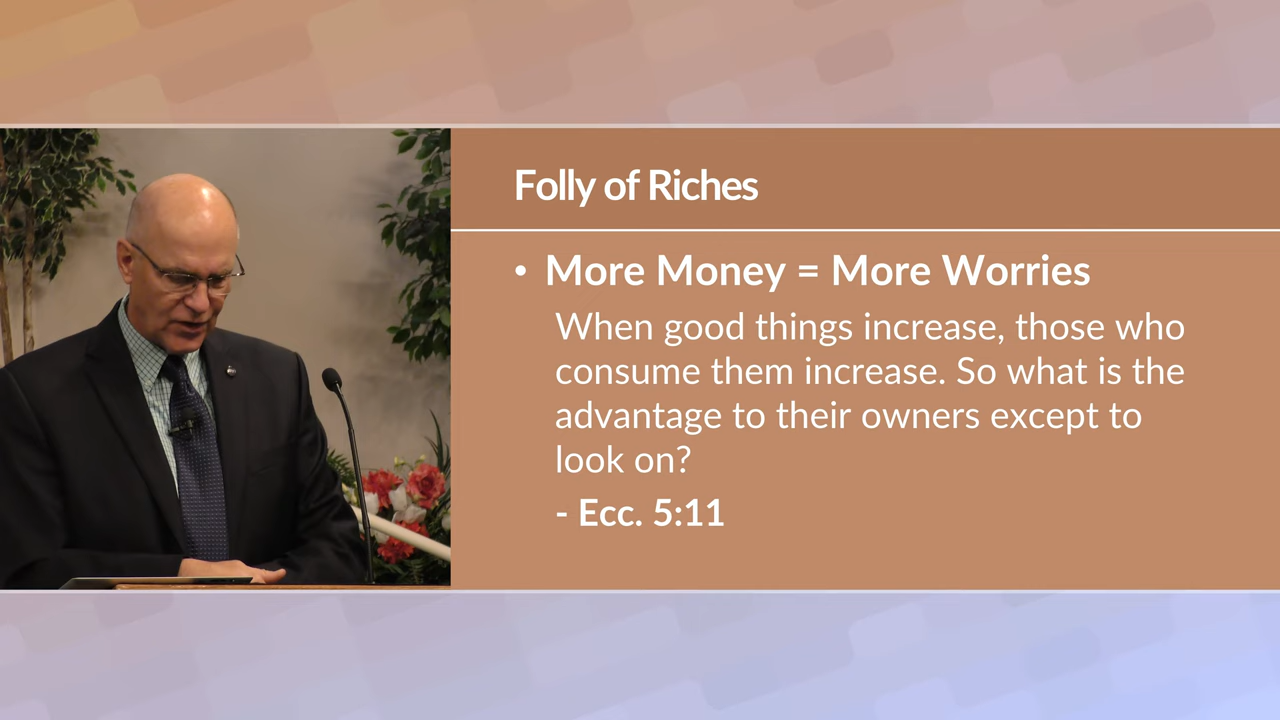 Folly of Riches
• More Money = More Worries
When good things increase, those who
consume them increase. So what is the
advantage to their owners except to
look on?
- Ecc. 5:11